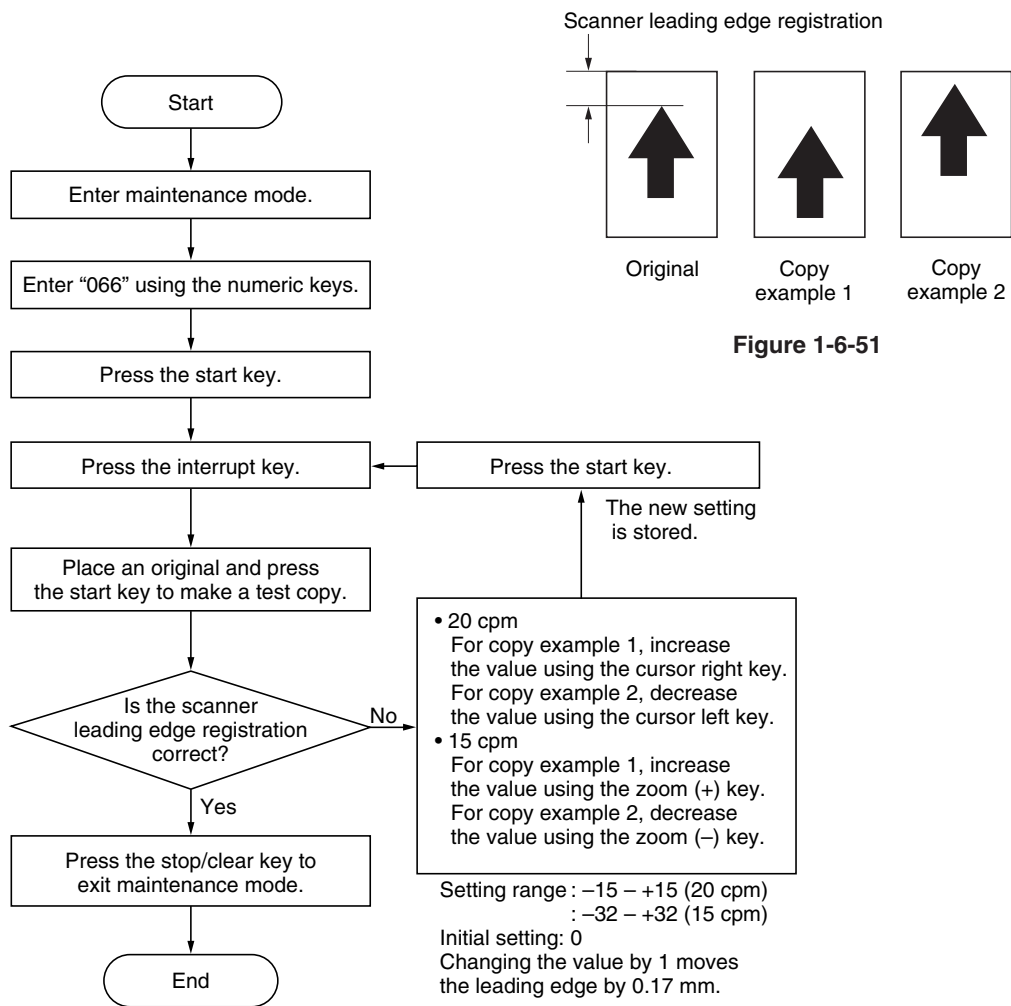 Scanner leading edge registration
Original
Copy
example 1
Copy
example 2
Figure 1-6-51
Start
Enter maintenance mode.
Enter “066” using the numeric keys.
Press the start key.
Press the interrupt key.
Press the start key.
The new setting
is stored.
Place an original and press
the start key to make a test copy.
Is the scanner
leading edge registration
correct?
No
• 20 cpm
For copy example 1, increase
the value using the cursor right key.
For copy example 2, decrease
the value using the cursor left key.
• 15 cpm
For copy example 1, increase
the value using the zoom (+) key.
For copy example 2, decrease
the value using the zoom (–) key.
Yes
Press the stop/clear key to
exit maintenance mode.
End
Setting range : –15 – +15 (20 cpm)
: –32 – +32 (15 cpm)
Initial setting: 0
Changing the value by 1 moves
the leading edge by 0.17 mm.